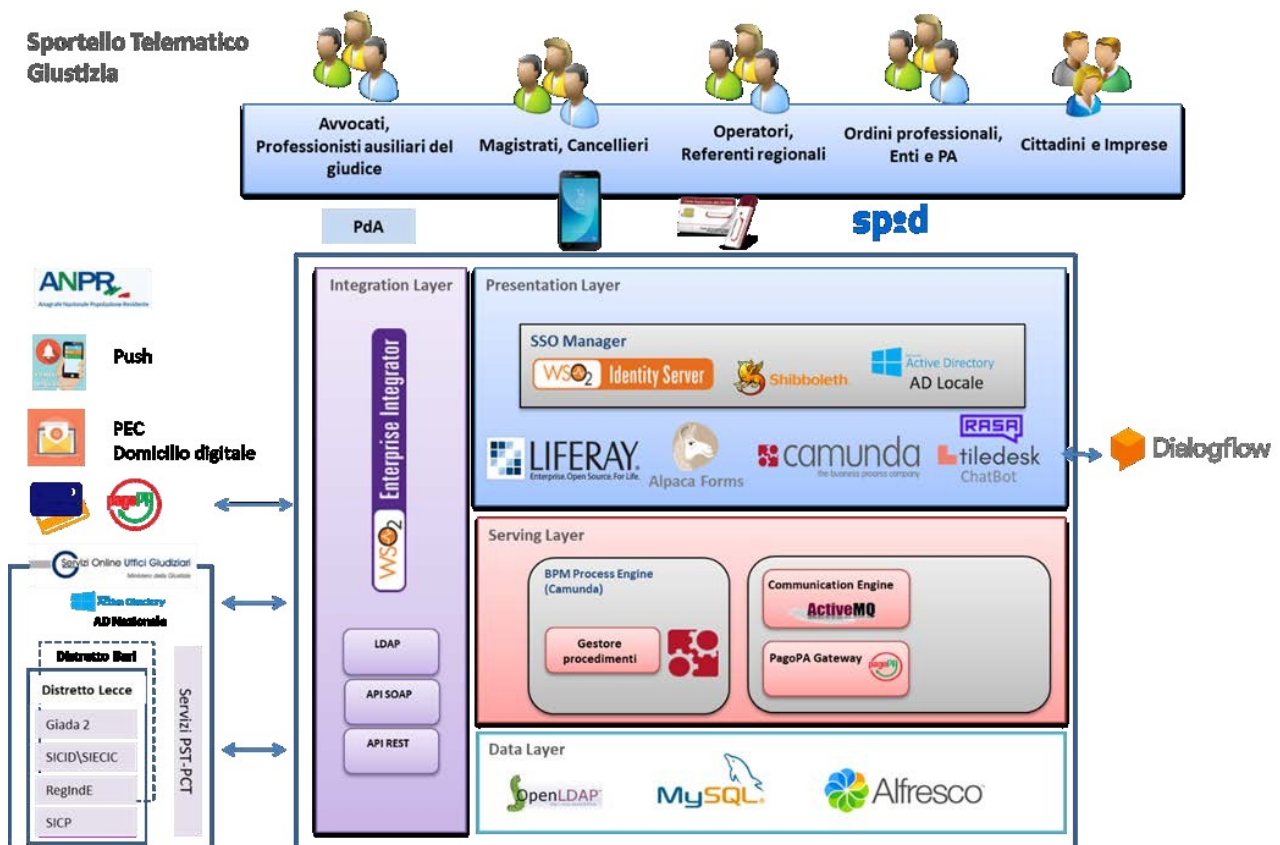 Sportello Telematico
Giustizia
Avvocati,
Professionisti ausiliari del
giudice
Magistrati, Cancellieri
Operatori,
Referenti regionali
Ordini professionali,
Enti e PA
Cittadini e Imprese
PdA
spid
ANPR
Anagrafe Nazionale Popolazione Residente
Push
PEC
Domicilio digitale
pagoPA
Servizi Online Uffici Giudiziari
Ministero della Giustizia
Active Directory
AD Nazionale
Distretto Bari
Distretto Lecce
Giada 2
SICID\SIECIC
RegIndE
SICP
Servizi PST-PCT
Integration Layer
WSO2 Enterprise Integrator
LDAP
API SOAP
API REST
Presentation Layer
SSO Manager
WSO2 Identity Server
Shibboleth
Active Directory
AD Locale
LIFERAY.
Enterprise. Open Source. For Life.
Alpaca Forms
camunda
the business process company
RASA
tiledesk
ChatBot
Dialogflow
Serving Layer
BPM Process Engine
(Camunda)
Gestore
procedimenti
Communication Engine
ActiveMQ
PagoPA Gateway
pagoPA
Data Layer
OpenLDAP
MySQL
Alfresco